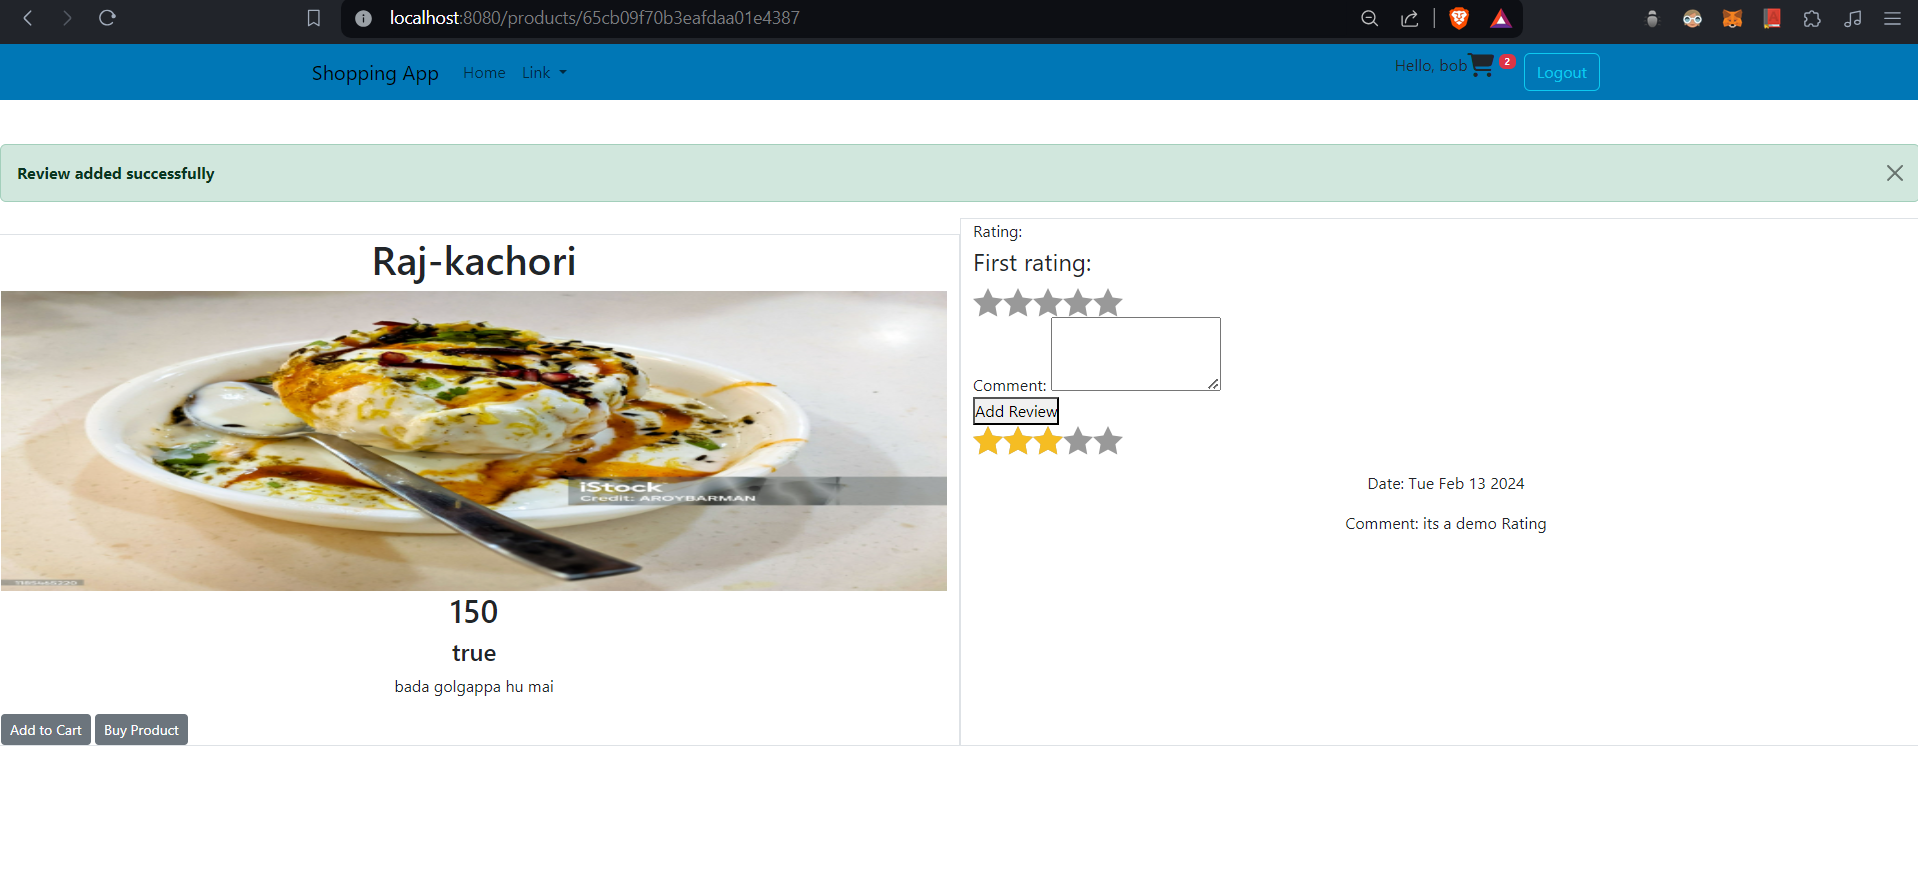 localhost:8080/products/65cb09f70b3eafdaa01e4387
Shopping App Home Link Hello, bob 2 Logout
Review added successfully
Raj-kachori
iStock
Credit: AROYBARMAN
150
true
bada golgappa hu mai
Add to Cart Buy Product
Rating:
First rating:
Comment:
Add Review
Date: Tue Feb 13 2024
Comment: its a demo Rating